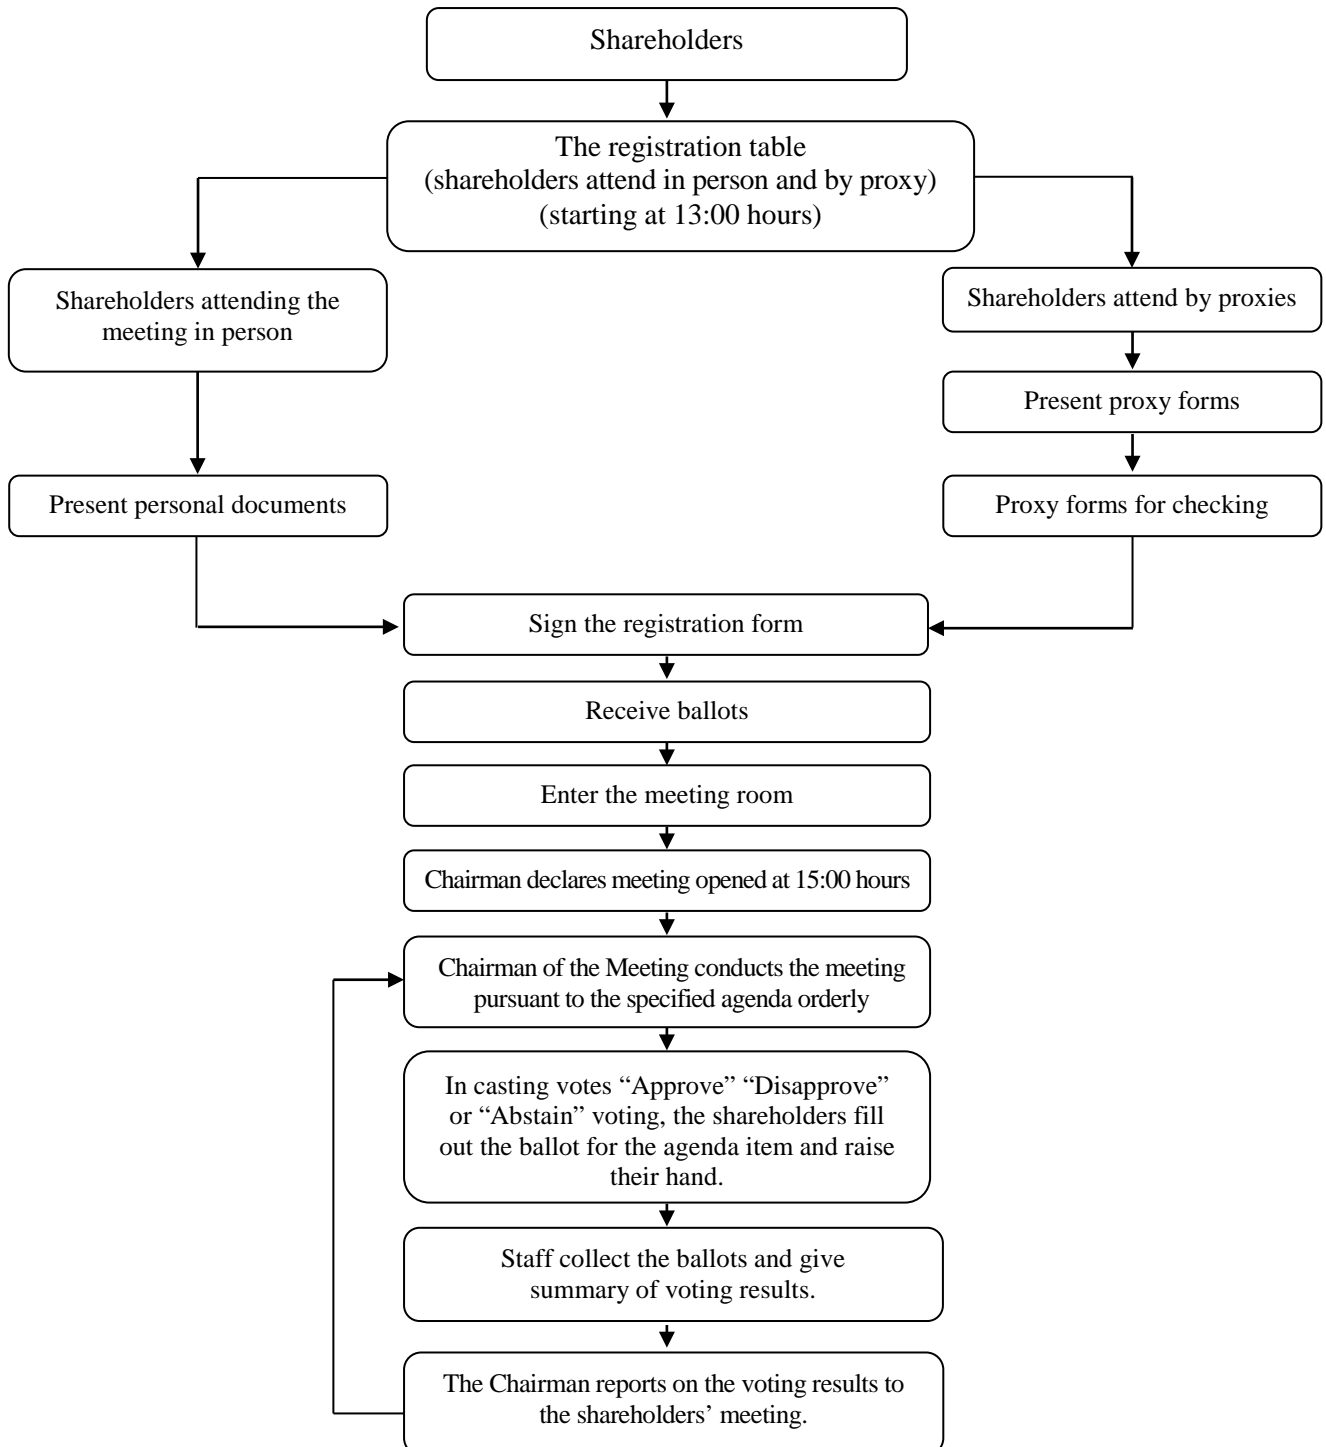 Shareholders
The registration table
(shareholders attend in person and by proxy)
(starting at 13:00 hours)
Shareholders attending the
meeting in person
Shareholders attend by proxies
Present proxy forms
Present personal documents
Proxy forms for checking
Sign the registration form
Receive ballots
Enter the meeting room
Chairman declares meeting opened at 15:00 hours
Chairman of the Meeting conducts the meeting
pursuant to the specified agenda orderly
In casting votes “Approve” “Disapprove”
or “Abstain” voting, the shareholders fill
out the ballot for the agenda item and raise
their hand.
Staff collect the ballots and give
summary of voting results.
The Chairman reports on the voting results to
the shareholders’ meeting.